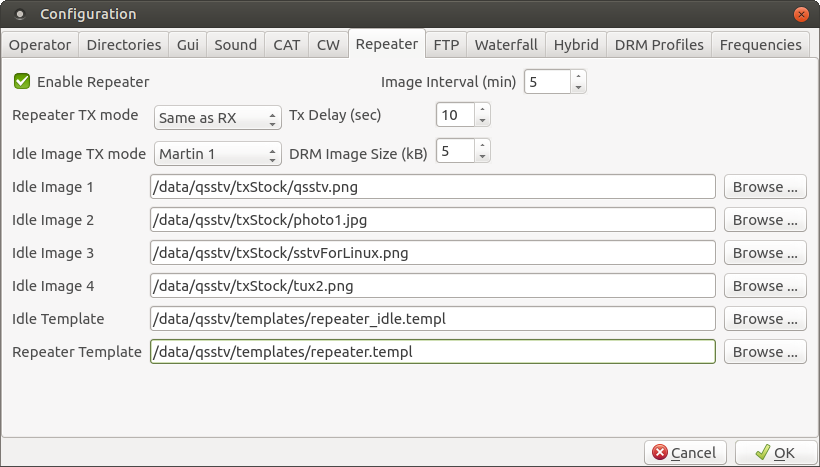 Configuration
Operator Directories Gui Sound CAT CW Repeater FTP Waterfall Hybrid DRM Profiles Frequencies
Enable Repeater Image Interval (min) 5
Repeater TX mode Same as RX Tx Delay (sec) 10
Idle Image TX mode Martin 1 DRM Image Size (kB) 5
Idle Image 1 /data/qsstv/txStock/qsstv.png Browse ...
Idle Image 2 /data/qsstv/txStock/photo1.jpg Browse ...
Idle Image 3 /data/qsstv/txStock/sstvForLinux.png Browse ...
Idle Image 4 /data/qsstv/txStock/tux2.png Browse ...
Idle Template /data/qsstv/templates/repeater_idle.templ Browse ...
Repeater Template /data/qsstv/templates/repeater.templ Browse ...
Cancel OK